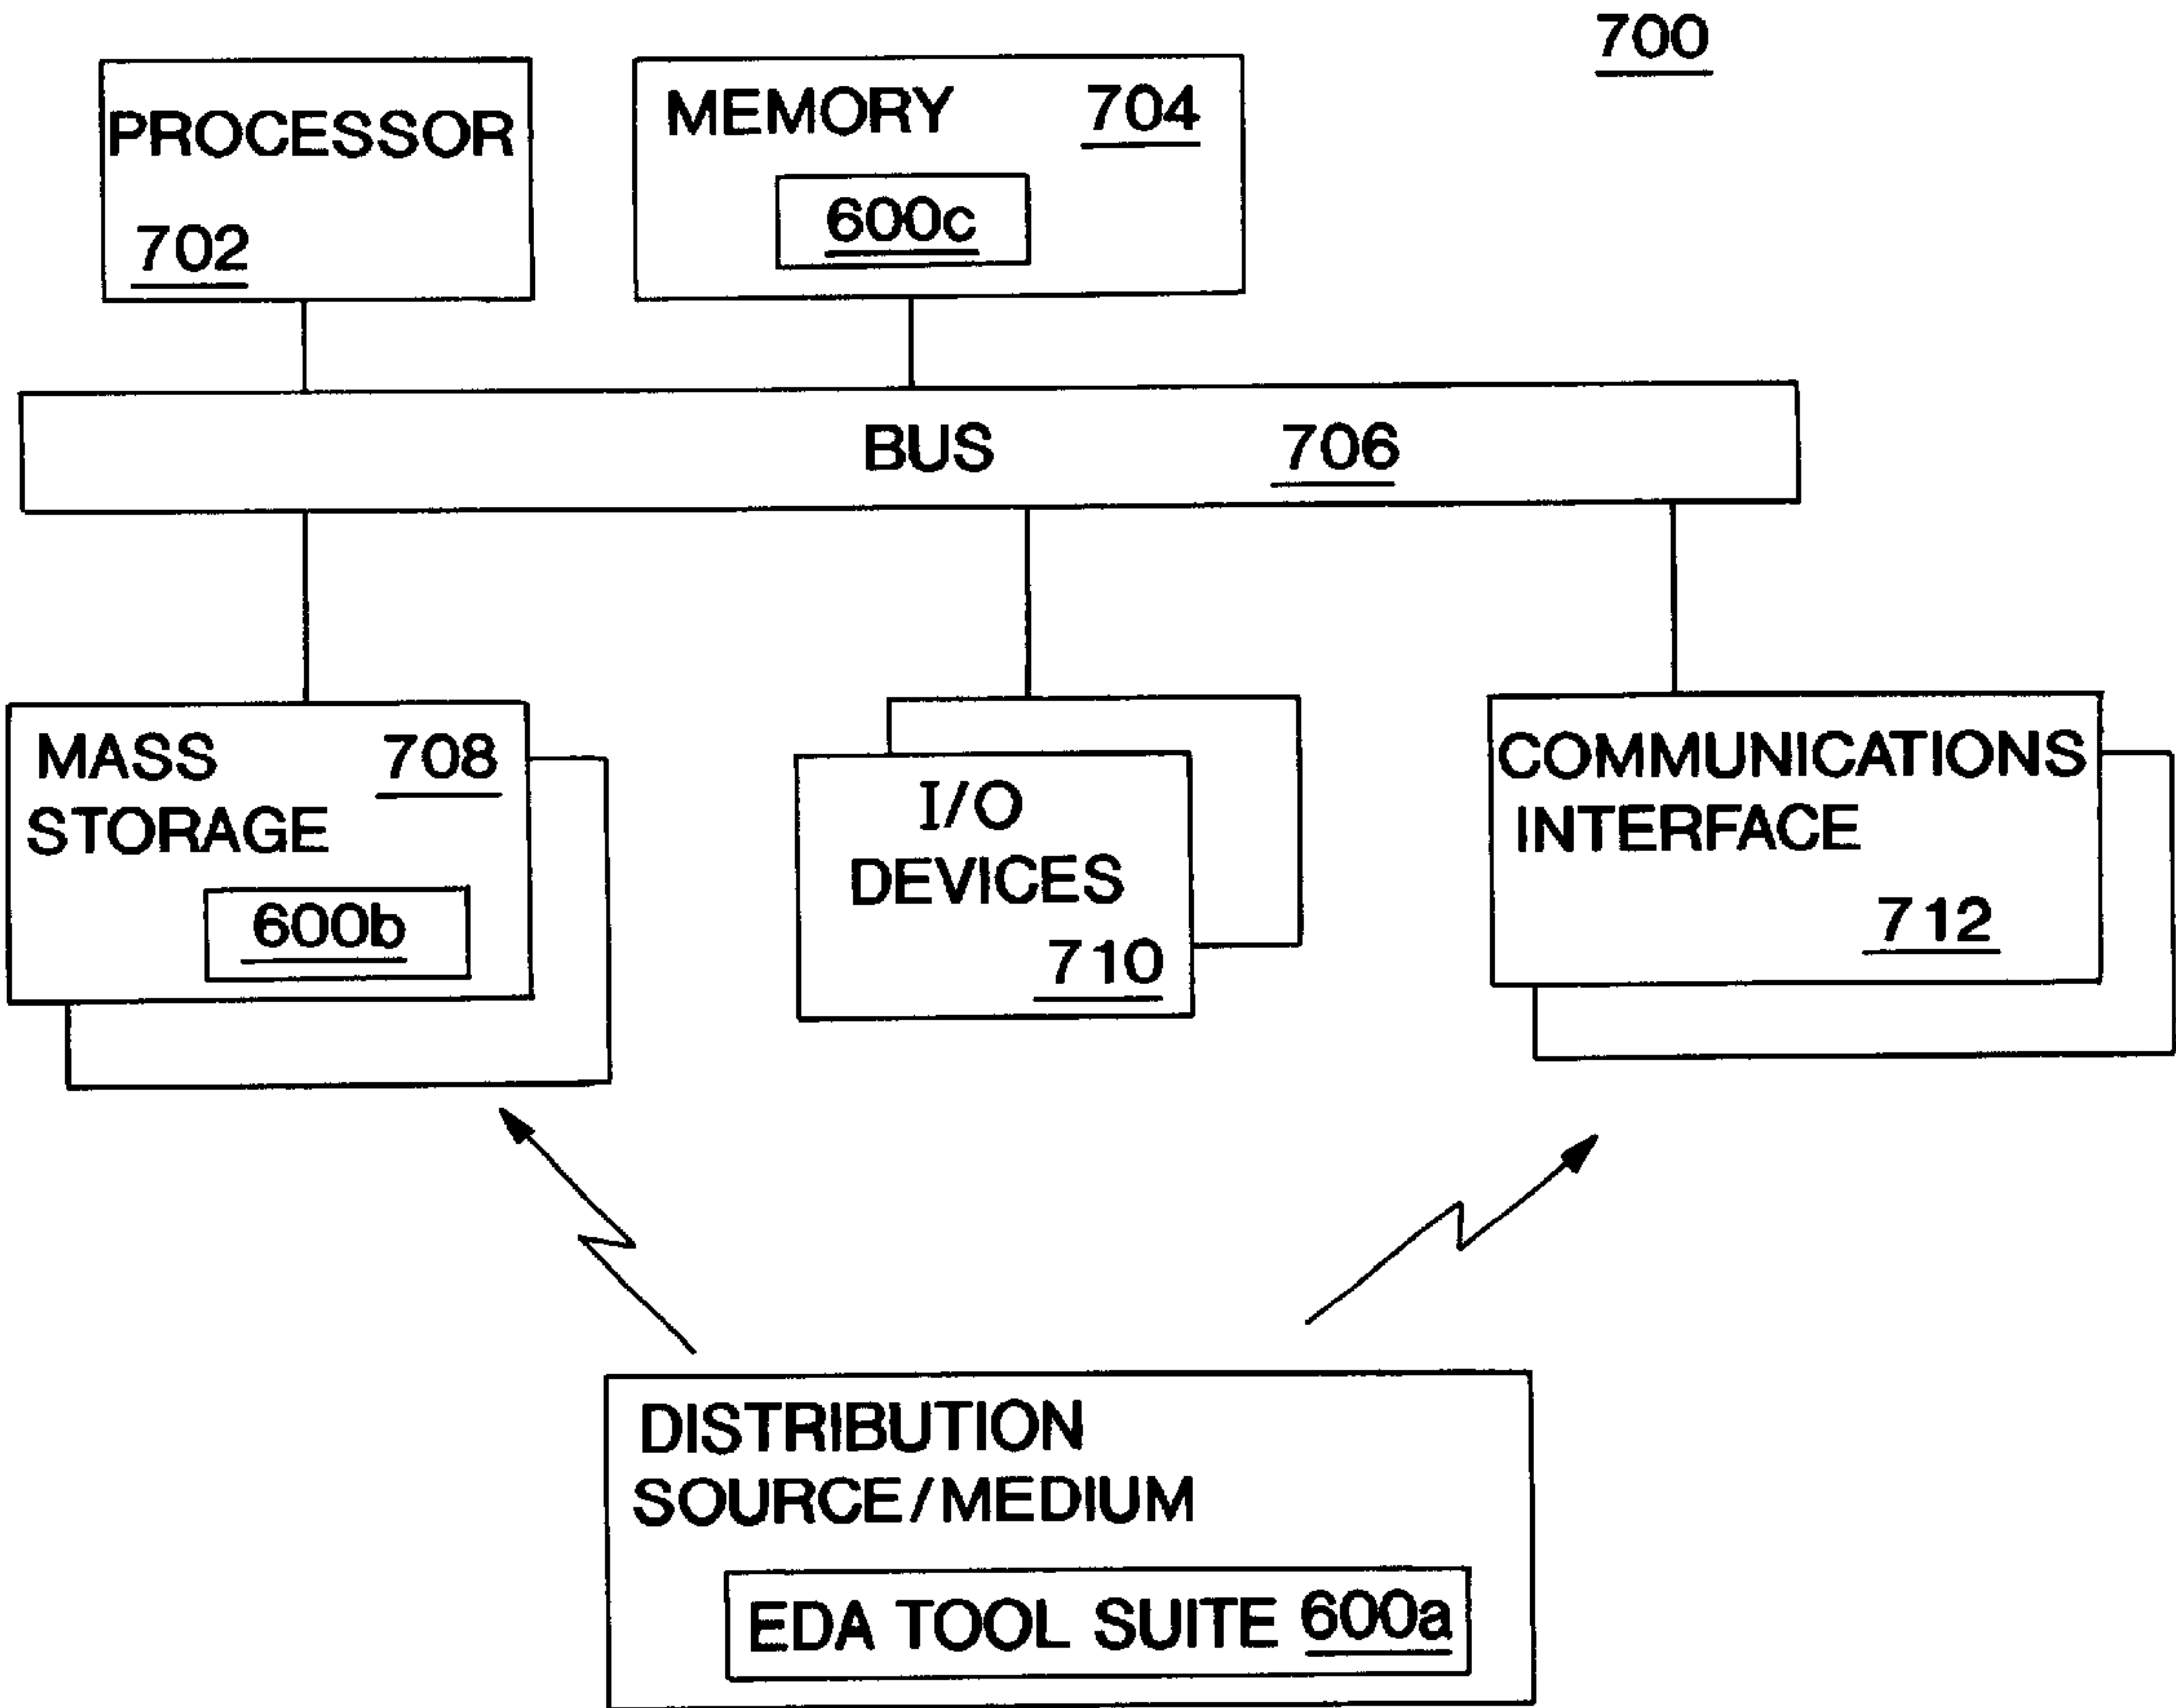 700
PROCESSOR
702
MEMORY 704
600c
BUS 706
MASS 708
STORAGE
600b
I/O
DEVICES
710
COMMUNICATIONS
INTERFACE
712
DISTRIBUTION
SOURCE/MEDIUM
EDA TOOL SUITE 600a